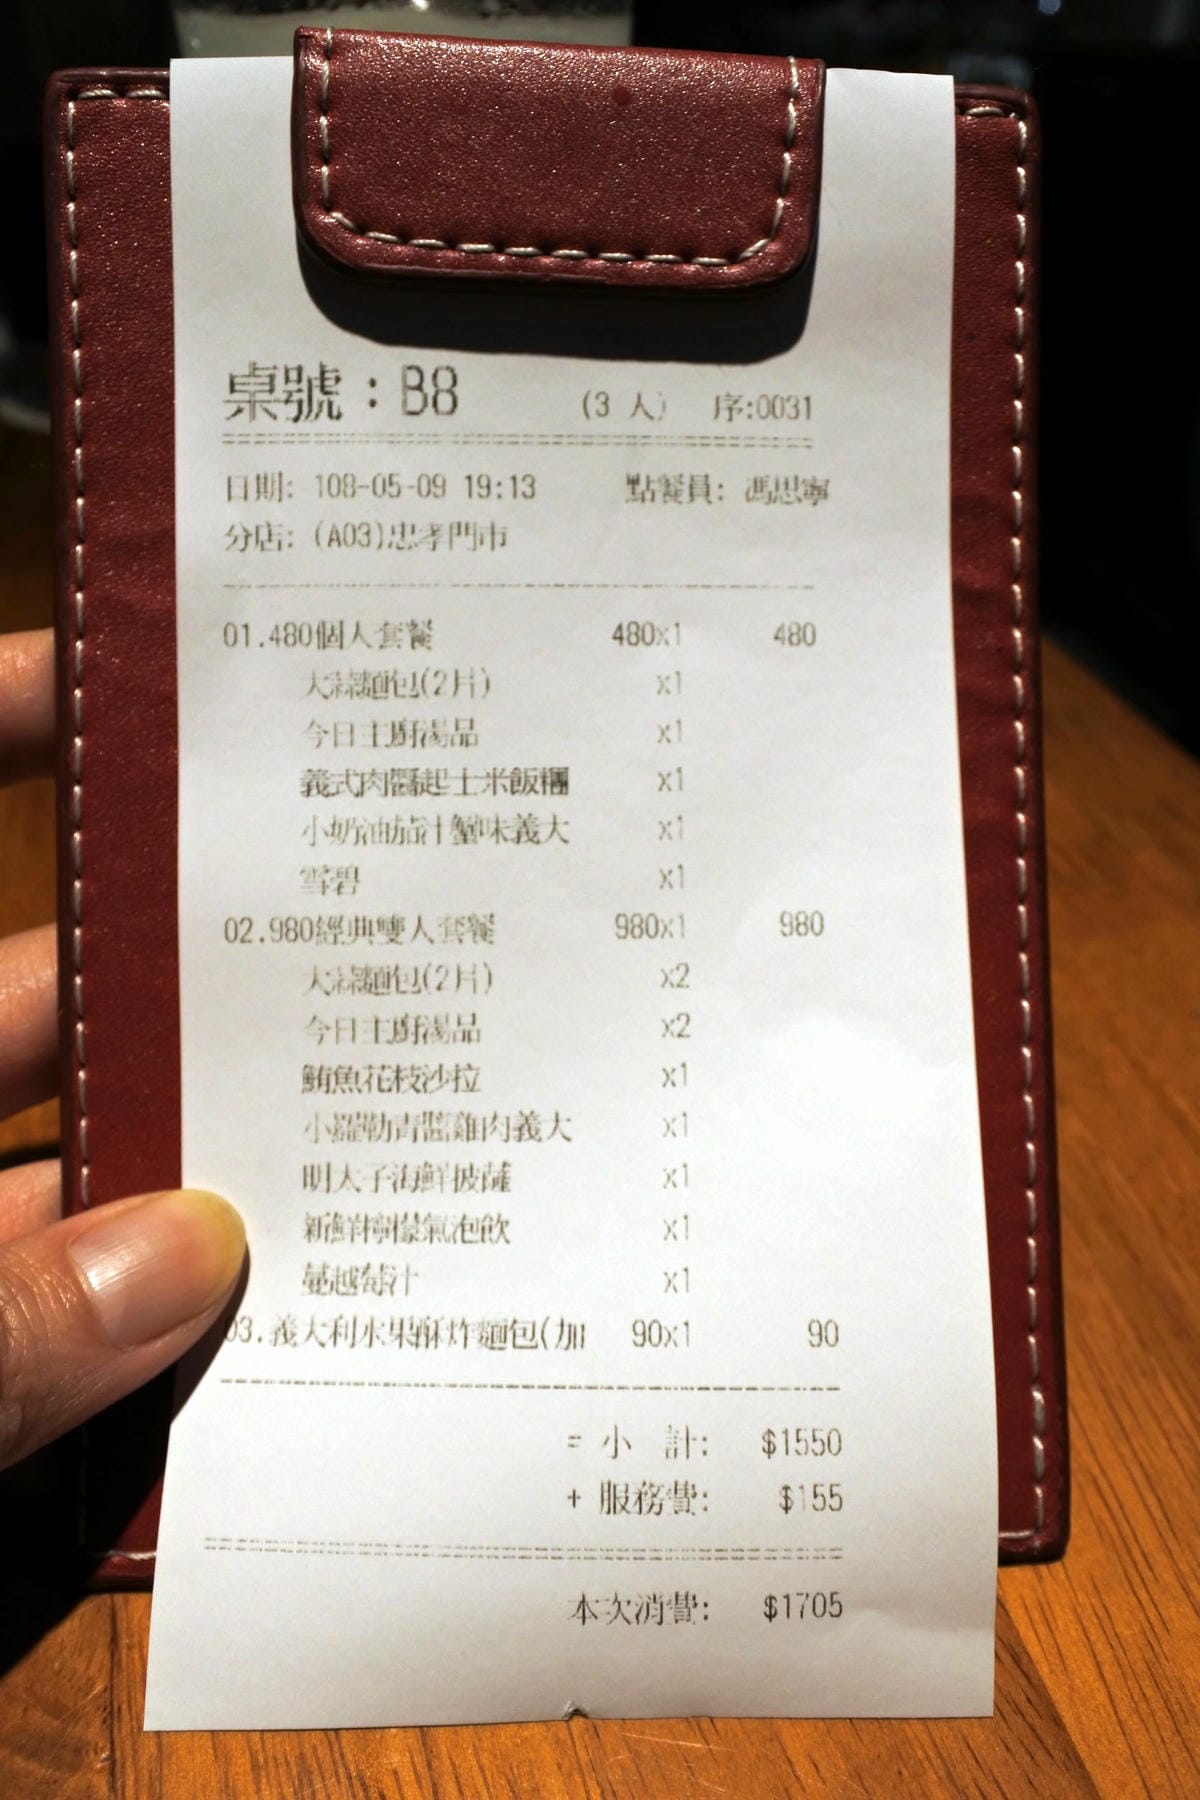 桌號：B8 (3 人) 序:0031
日期: 108-05-09 19:13 點餐員: 馮思寧
分店: (A03)忠孝門市
01.480個人套餐 480x1 480
大蒜麵包(2片) x1
今日主廚湯品 x1
義式肉醬起士米飯糰 x1
小奶油茄汁蟹味義大 x1
雪碧 x1
02.980經典雙人套餐 980x1 980
大蒜麵包(2片) x2
今日主廚湯品 x2
鮪魚花枝沙拉 x1
小羅勒青醬雞肉義大 x1
明太子海鮮披薩 x1
新鮮檸檬氣泡飲 x1
蔓越莓汁 x1
03.義大利水果酥炸麵包(加 90x1 90
= 小 計: $1550
+ 服務費: $155
本次消費: $1705